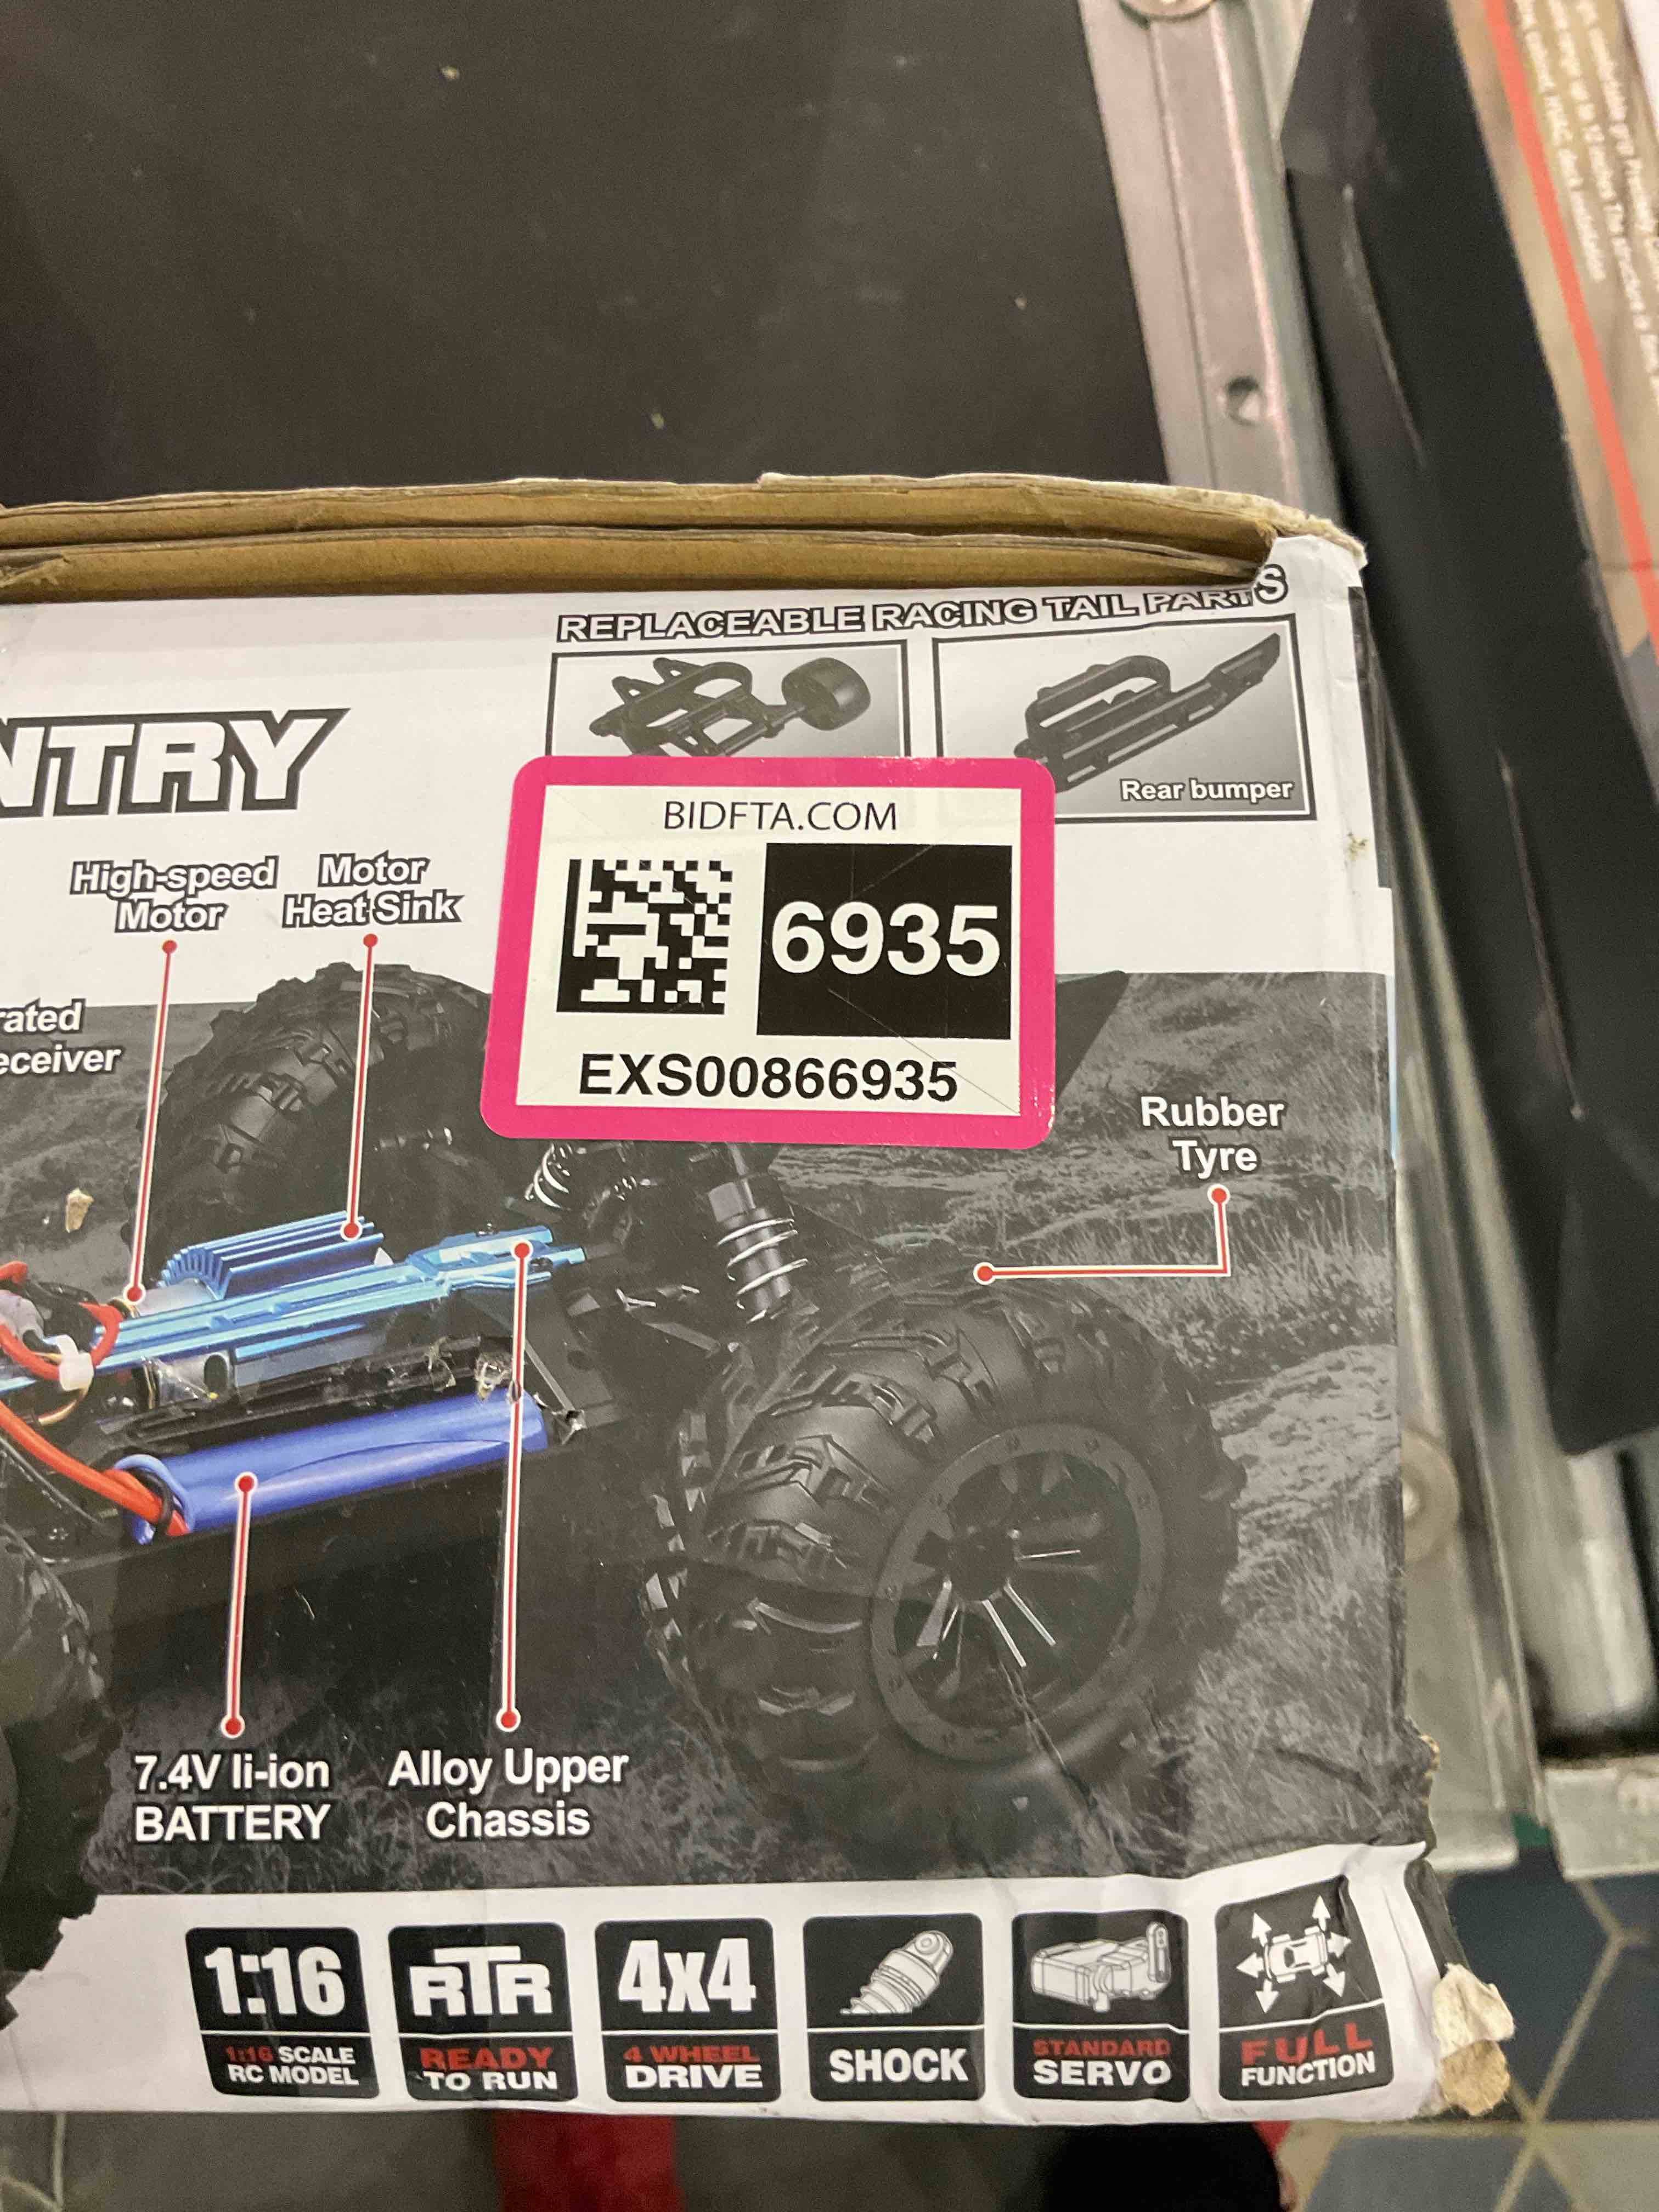 REPLACEABLE RACING TAIL PARTS
NTRY
Rear bumper
BIDFTA.COM
6935
EXS00866935
High-speed
Motor
Motor
Heat Sink
rated
eceiver
Rubber
Tyre
7.4V li-ion
BATTERY
Alloy Upper
Chassis
1:16
1:16 SCALE
RC MODEL
RTR
READY
TO RUN
4x4
4 WHEEL
DRIVE
SHOCK
STANDARD
SERVO
FULL
FUNCTION